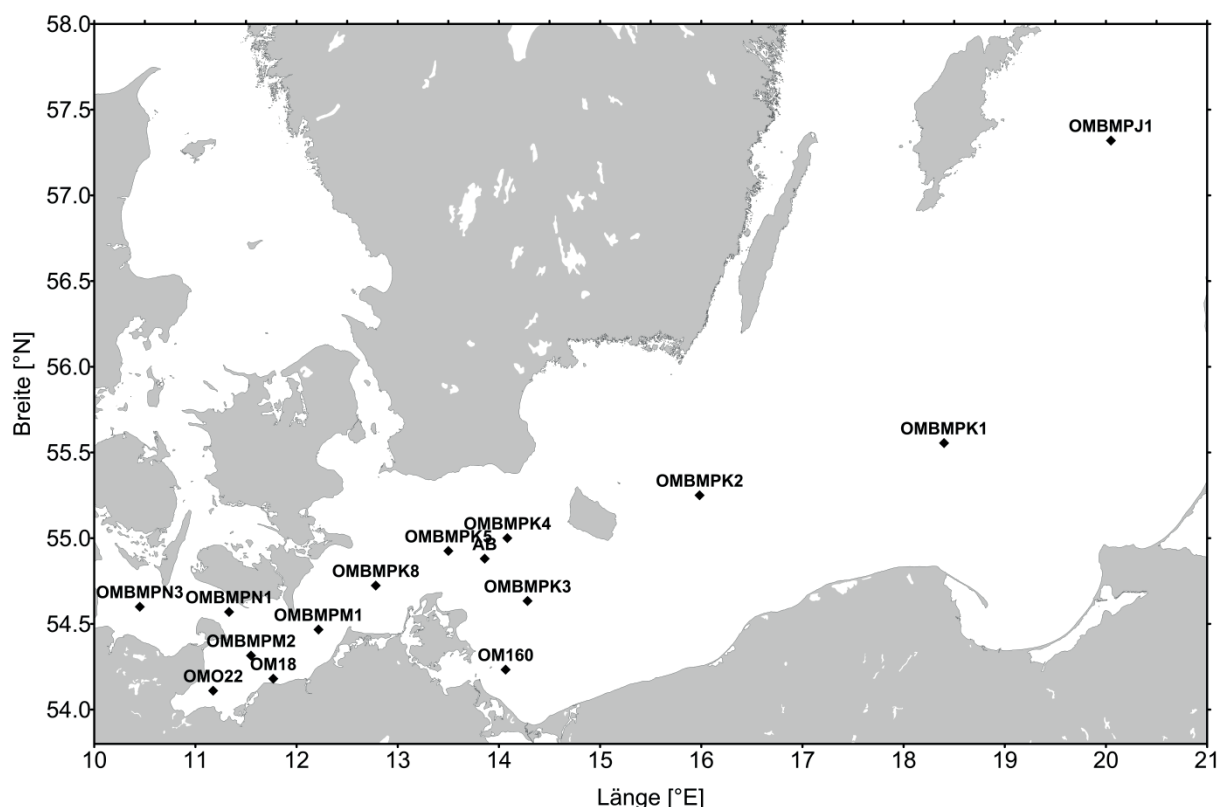 58.0
57.5
OMBMPJ1
57.0
56.5
56.0
Breite [°N]
55.5
OMBMPK1
OMBMPK2
55.0
OMBMPK4
OMBMPK5
AB
OMBMPK8
OMBMPK3
OMBMPN3
OMBMPN1
54.5
OMBMPM1
OMBMPM2
OM18
OM160
OMO22
54.0
10 11 12 13 14 15 16 17 18 19 20 21
Länge [°E]